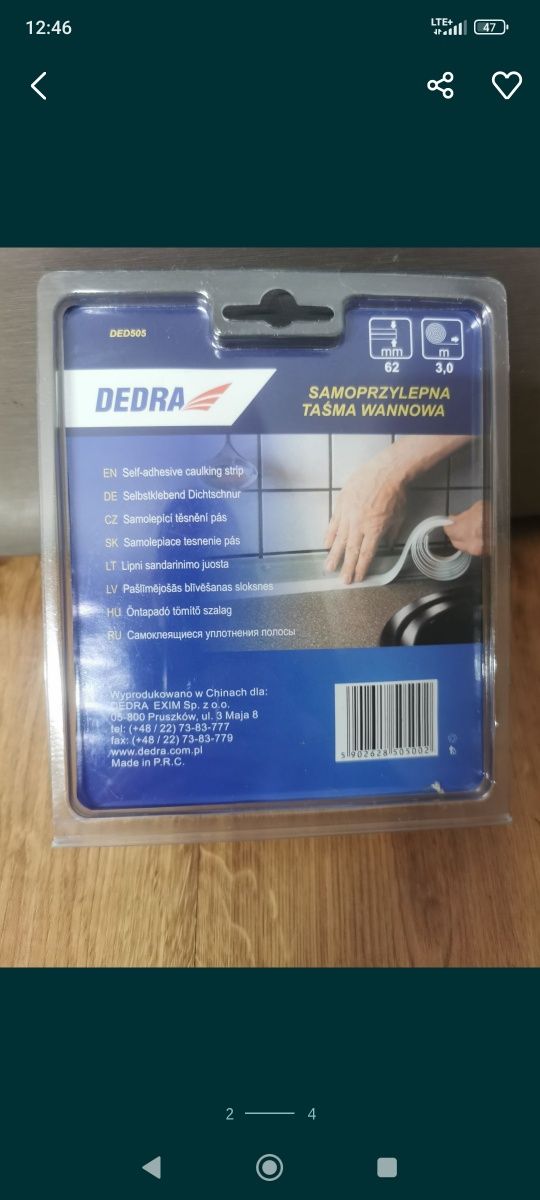 12:46
LTE+
47
DED505
mm
m
62
3,0
DEDRA
SAMOPRZYLEPNA
TAŚMA WANNOWA
EN Self-adhesive caulking strip
DE Selbstklebend Dichtschnur
CZ Samolepící těsnění pás
SK Samolepiace tesnenie pás
LT Lipni sandarinimo juosta
LV Pašlīmējošās blīvēšanas sloksnes
HU Öntapadó tömítő szalag
RU Самоклеящиеся уплотнения полосы
Wyprodukowano w Chinach dla:
DEDRA EXIM Sp. z o.o.
05-800 Pruszków, ul. 3 Maja 8
tel: (+48 / 22) 73-83-777
fax: (+48 / 22) 73-83-779
www.dedra.com.pl
Made in P.R.C.
5 902628 505002
2
4